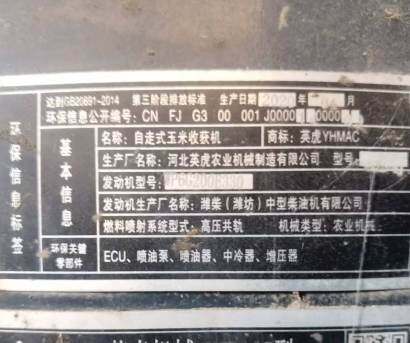 达到GB20891-2014 第三阶段排放标准 生产日期 2020 年 月
环保信息公开编号: CN FJ G3 00 001J0000 0000
环保信息标签
基本信息
名称: 自走式玉米收获机 商标: 英虎YHMAC
生产厂名称: 河北英虎农业机械制造有限公司 型号:
发动机型号:
发动机生产厂: 潍柴(潍坊)中型柴油机有限公司
燃料喷射系统型式: 高压共轨 机械类型: 农业机械
环保关键零部件
ECU、喷油泵、喷油器、中冷器、增压器